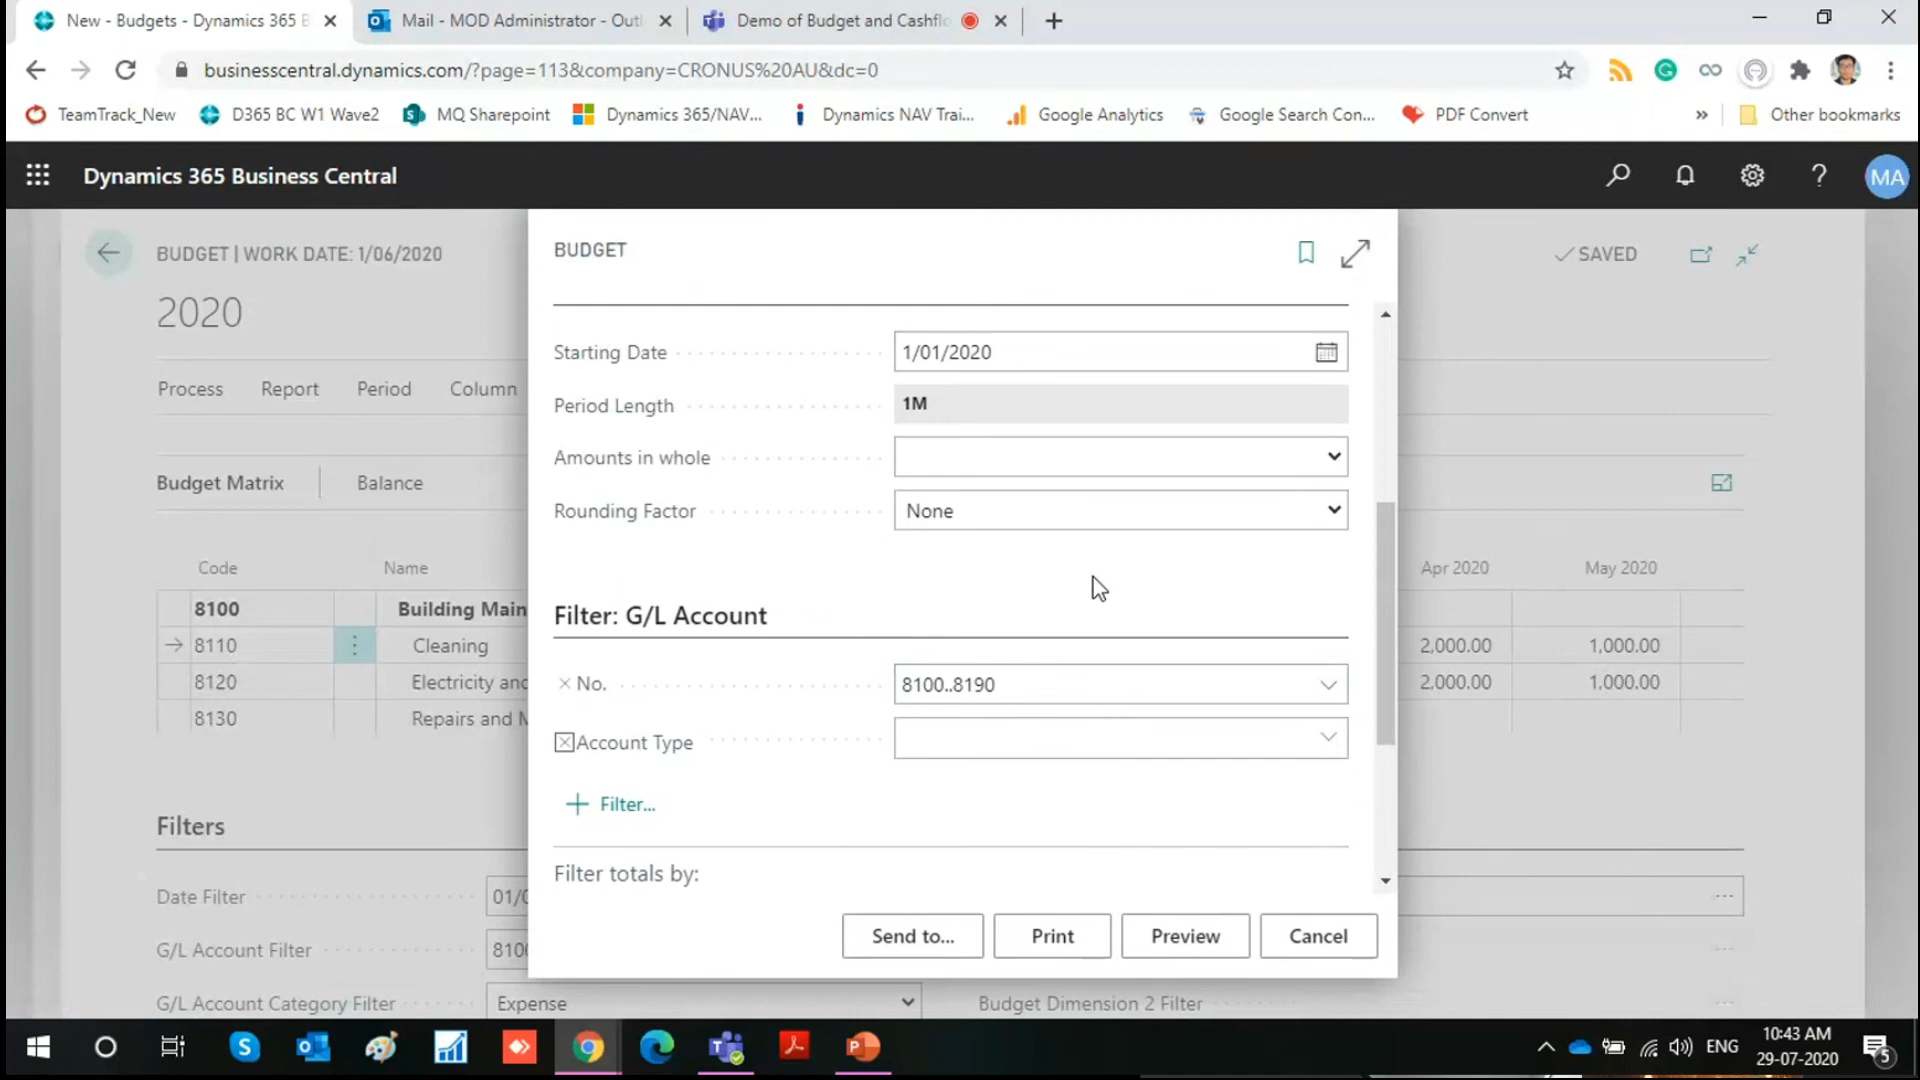 New - Budgets - Dynamics 365 B
Mail - MOD Administrator - Outl
Demo of Budget and Cashfl
businesscentral.dynamics.com/?page=113&company=CRONUS%20AU&dc=0
TeamTrack_New
D365 BC W1 Wave2
MQ Sharepoint
Dynamics 365/NAV...
Dynamics NAV Trai...
Google Analytics
Google Search Con...
PDF Convert
»
Other bookmarks
Dynamics 365 Business Central
?
MA
BUDGET | WORK DATE: 1/06/2020
SAVED
2020
Process
Report
Period
Column
Budget Matrix
Balance
Code
Name
Apr 2020
May 2020
8100
Building Main
8110
Cleaning
2,000.00
1,000.00
8120
Electricity and
2,000.00
1,000.00
8130
Repairs and M
Filters
Date Filter
01/0
G/L Account Filter
810
G/L Account Category Filter
Expense
Budget Dimension 2 Filter
BUDGET
Starting Date
1/01/2020
Period Length
1M
Amounts in whole
Rounding Factor
None
Filter: G/L Account
No.
8100..8190
Account Type
Filter...
Filter totals by:
Send to...
Print
Preview
Cancel
ENG
10:43 AM
29-07-2020
5